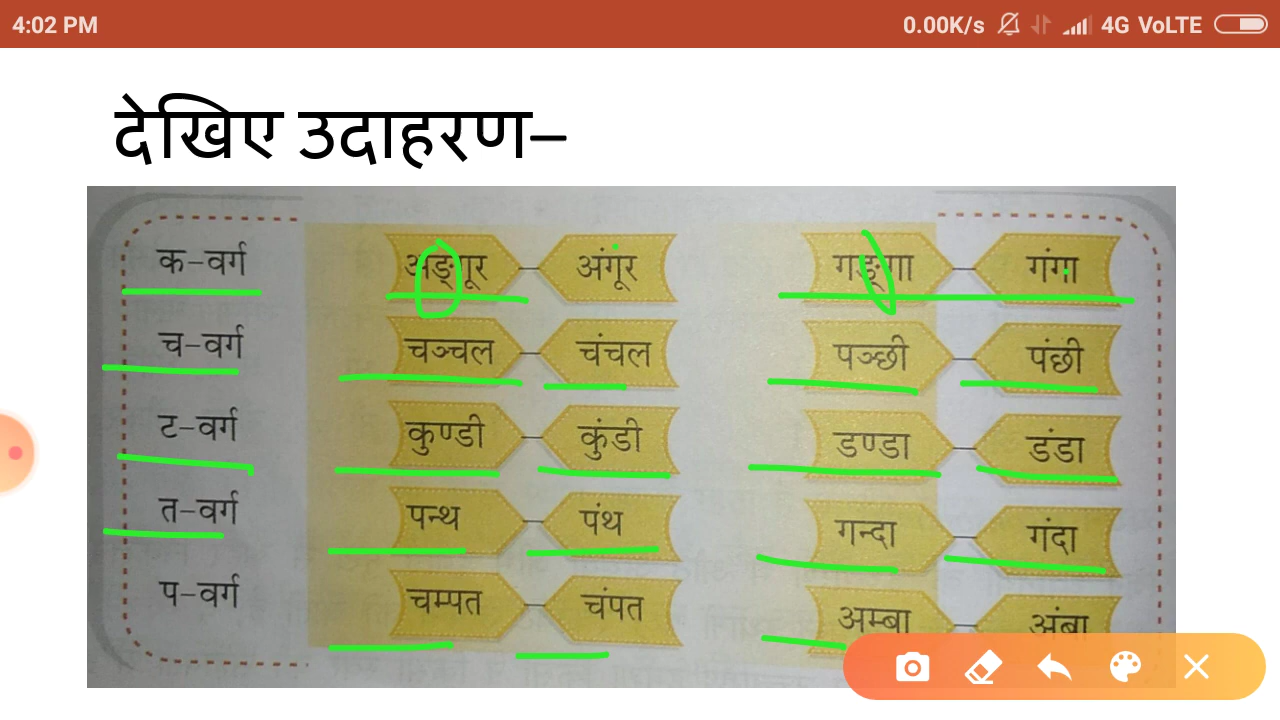 4:02 PM 0.00K/s 4G VoLTE
देखिए उदाहरण–
क-वर्ग अङ्गूर – अंगूर गङ्गा – गंगा
च-वर्ग चञ्चल – चंचल पञ्छी – पंछी
ट-वर्ग कुण्डी – कुंडी डण्डा – डंडा
त-वर्ग पन्थ – पंथ गन्दा – गंदा
प-वर्ग चम्पत – चंपत अम्बा – अंबा